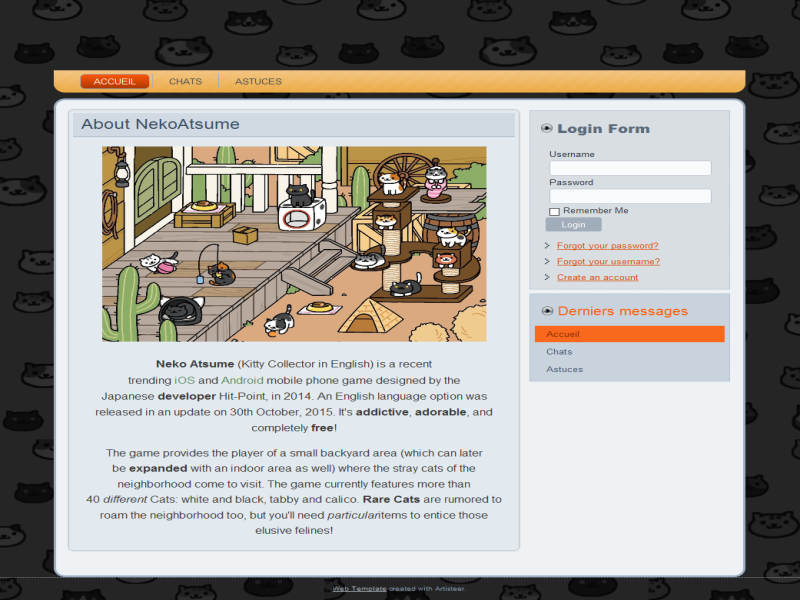 ACCUEIL CHATS ASTUCES
About NekoAtsume
Neko Atsume (Kitty Collector in English) is a recent
trending iOS and Android mobile phone game designed by the
Japanese developer Hit-Point, in 2014. An English language option was
released in an update on 30th October, 2015. It's addictive, adorable, and
completely free!
The game provides the player of a small backyard area (which can later
be expanded with an indoor area as well) where the stray cats of the
neighborhood come to visit. The game currently features more than
40 different Cats: white and black, tabby and calico. Rare Cats are rumored to
roam the neighborhood too, but you'll need particularitems to entice those
elusive felines!
Login Form
Username
Password
Remember Me
Login
Forgot your password?
Forgot your username?
Create an account
Derniers messages
Accueil
Chats
Astuces
Web Template created with Artisteer.